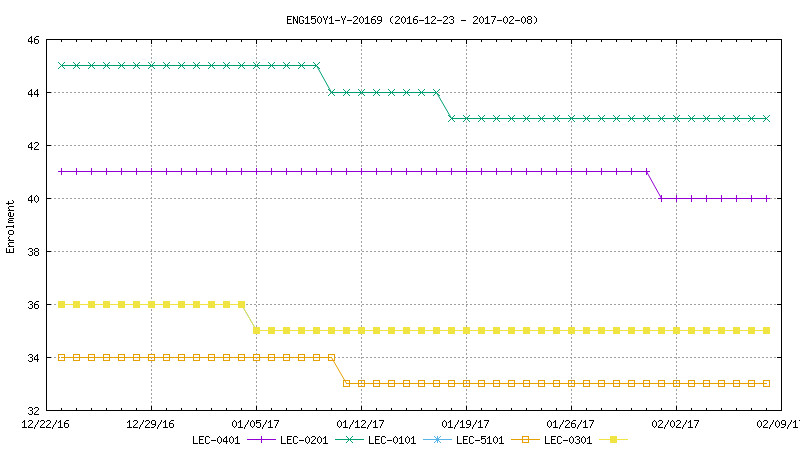 ENG150Y1-Y-20169 (2016-12-23 - 2017-02-08)
46
44
42
40
38
36
34
32
Enrolment
12/22/16 12/29/16 01/05/17 01/12/17 01/19/17 01/26/17 02/02/17 02/09/17
LEC-0401 LEC-0201 LEC-0101 LEC-5101 LEC-0301